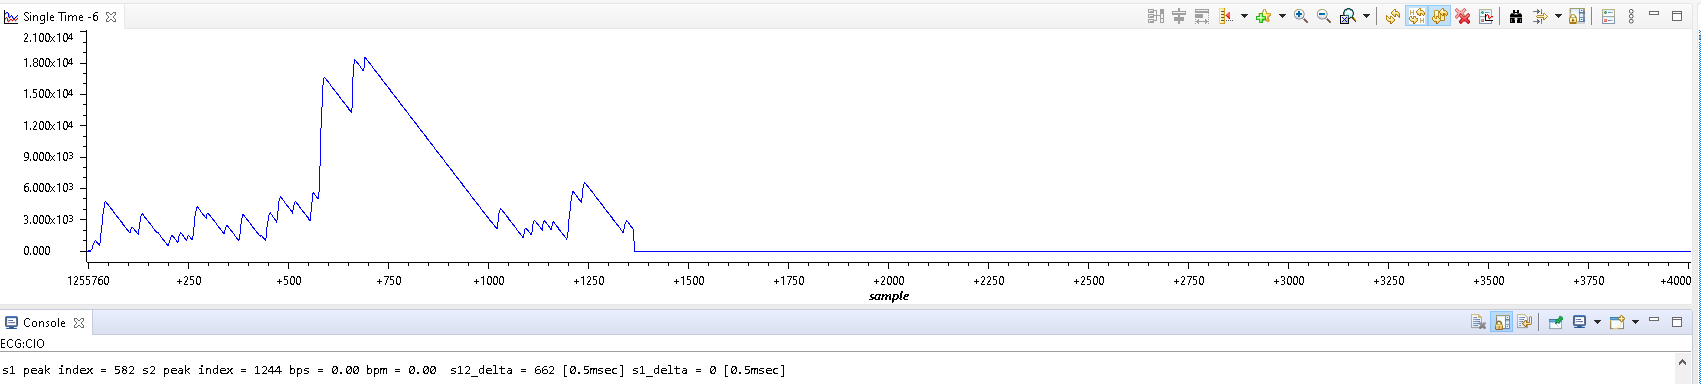 Single Time -6
2.100x10⁴
1.800x10⁴
1.500x10⁴
1.200x10⁴
9.000x10³
6.000x10³
3.000x10³
0.000
1255760 +250 +500 +750 +1000 +1250 +1500 +1750 +2000 +2250 +2500 +2750 +3000 +3250 +3500 +3750 +4000
sample
Console
ECG:CIO
s1 peak index = 582 s2 peak index = 1244 bps = 0.00 bpm = 0.00  s12_delta = 662 [0.5msec] s1_delta = 0 [0.5msec]